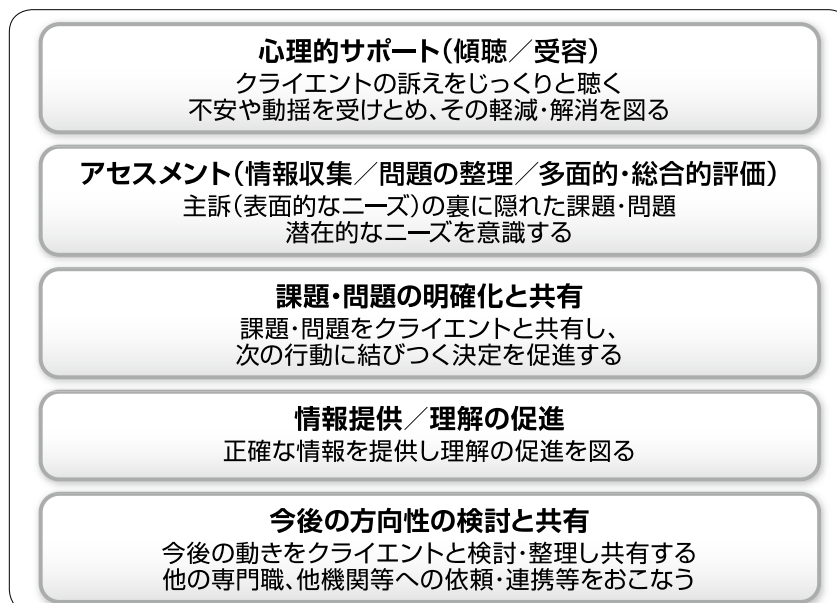 心理的サポート(傾聴／受容)
クライエントの訴えをじっくりと聴く
不安や動揺を受けとめ、その軽減・解消を図る
アセスメント(情報収集／問題の整理／多面的・総合的評価)
主訴(表面的なニーズ)の裏に隠れた課題・問題
潜在的なニーズを意識する
課題・問題の明確化と共有
課題・問題をクライエントと共有し、
次の行動に結びつく決定を促進する
情報提供／理解の促進
正確な情報を提供し理解の促進を図る
今後の方向性の検討と共有
今後の動きをクライエントと検討・整理し共有する
他の専門職、他機関等への依頼・連携等をおこなう